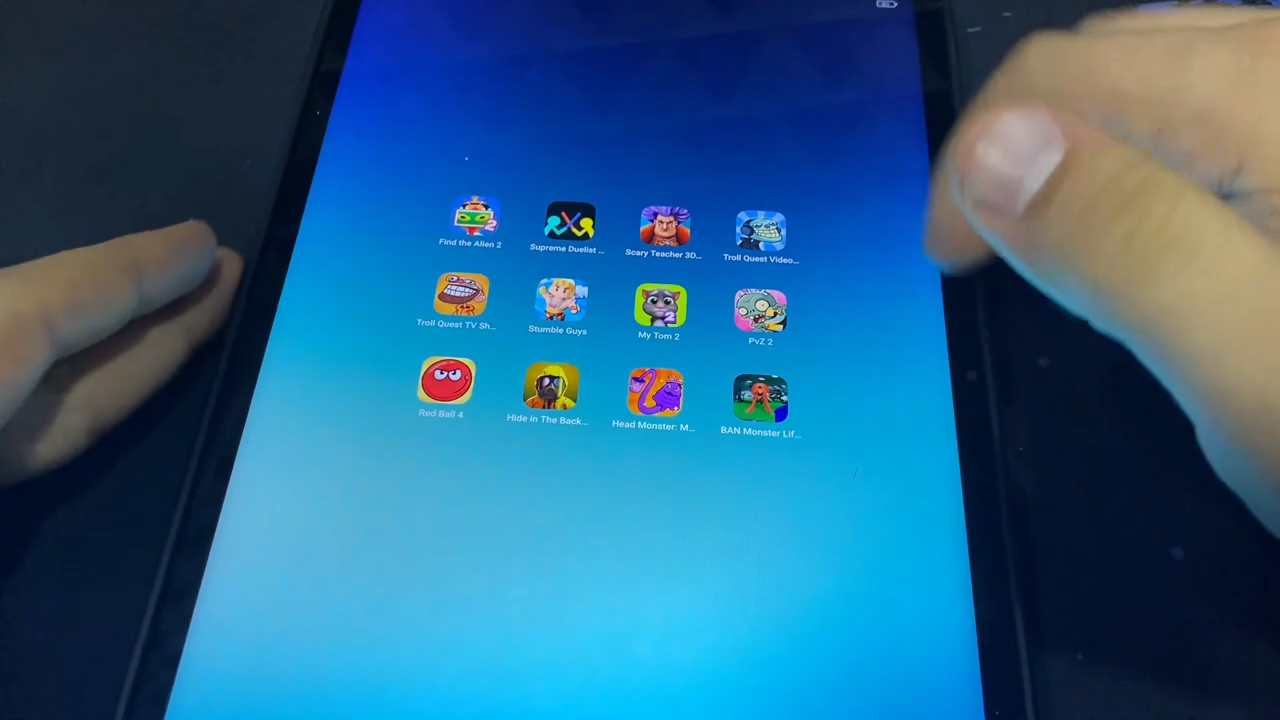 Find the Alien 2
Supreme Duelist ...
Scary Teacher 3D...
Troll Quest Video...
Troll Quest TV Sh...
Stumble Guys
My Tom 2
PvZ 2
Red Ball 4
Hide in The Back...
Head Monster: M...
BAN Monster Lif...